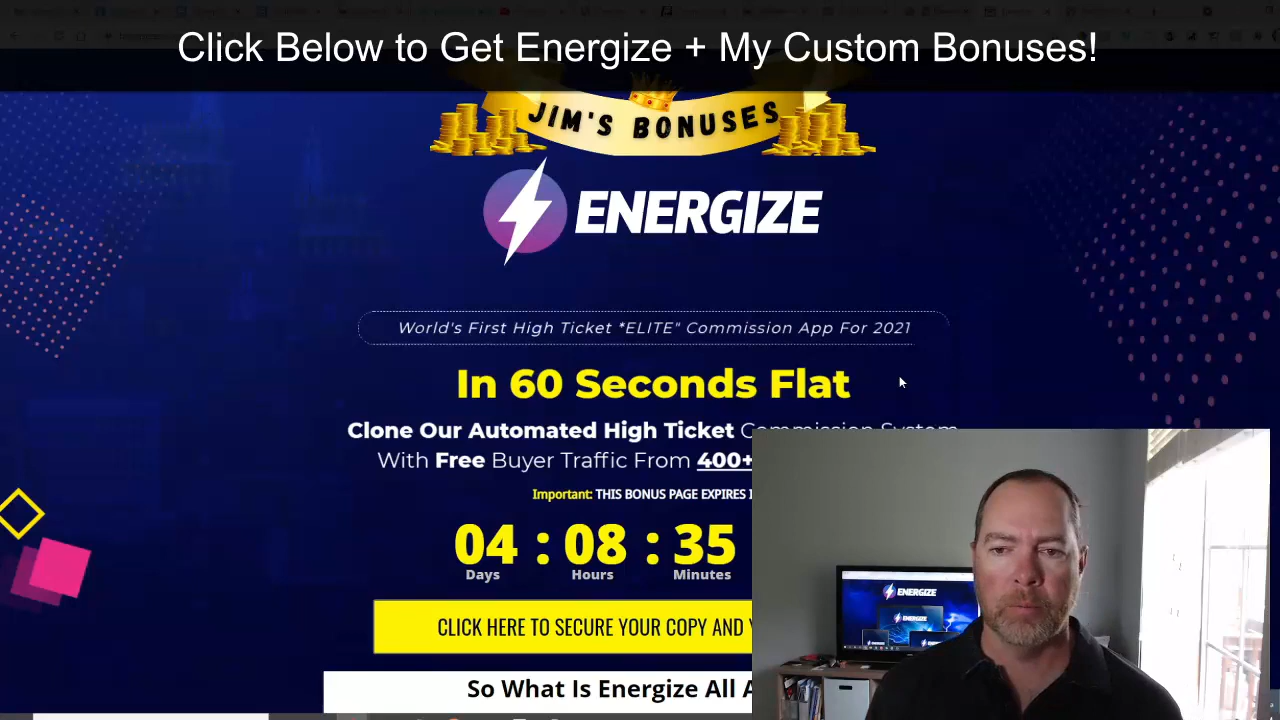 Click Below to Get Energize + My Custom Bonuses!
JIM'S BONUSES
ENERGIZE
World's First High Ticket *ELITE" Commission App For 2021
In 60 Seconds Flat
Clone Our Automated High Ticket Commission System
With Free Buyer Traffic From 400+
Important: THIS BONUS PAGE EXPIRES
04 : 08 : 35
Days Hours Minutes
CLICK HERE TO SECURE YOUR COPY AND
So What Is Energize All
ENERGIZE
ENERGIZE